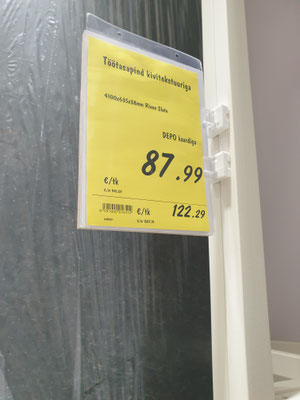 Töötasapind kivitekstuuriga
4100x635x38mm River Slate
DEPO kaardiga
87.99
€/tk
€/tk
122.29